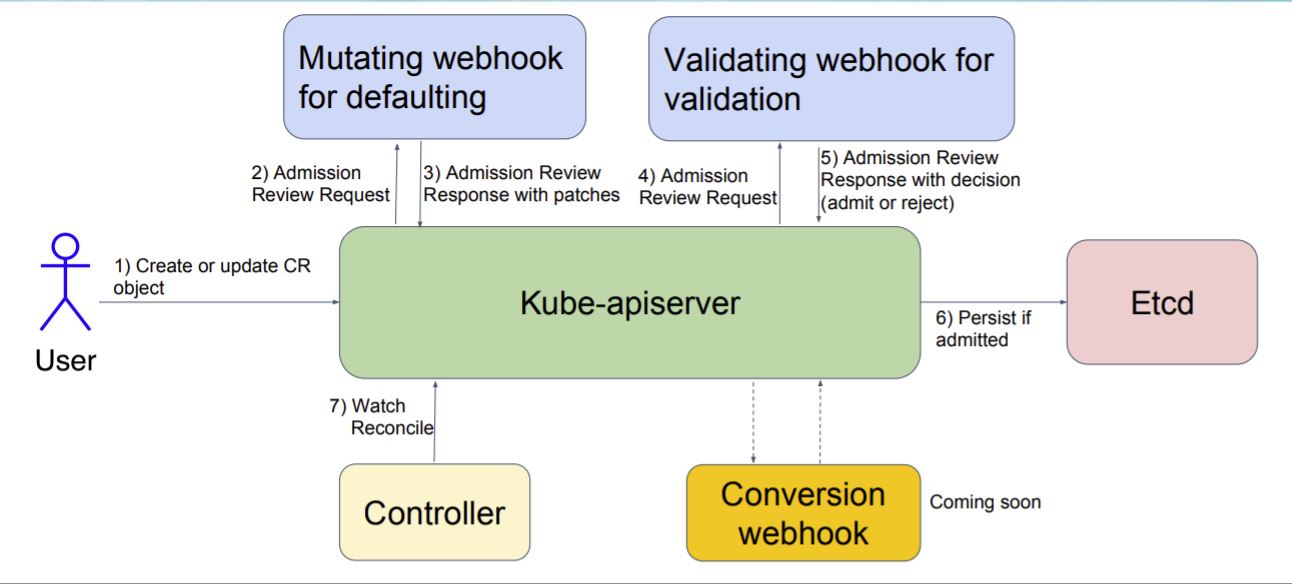 Mutating webhook
for defaulting
Validating webhook for
validation
2) Admission
Review Request
3) Admission Review
Response with patches
4) Admission
Review Request
5) Admission Review
Response with decision
(admit or reject)
1) Create or update CR
object
User
Kube-apiserver
6) Persist if
admitted
Etcd
7) Watch
Reconcile
Controller
Conversion
webhook
Coming soon